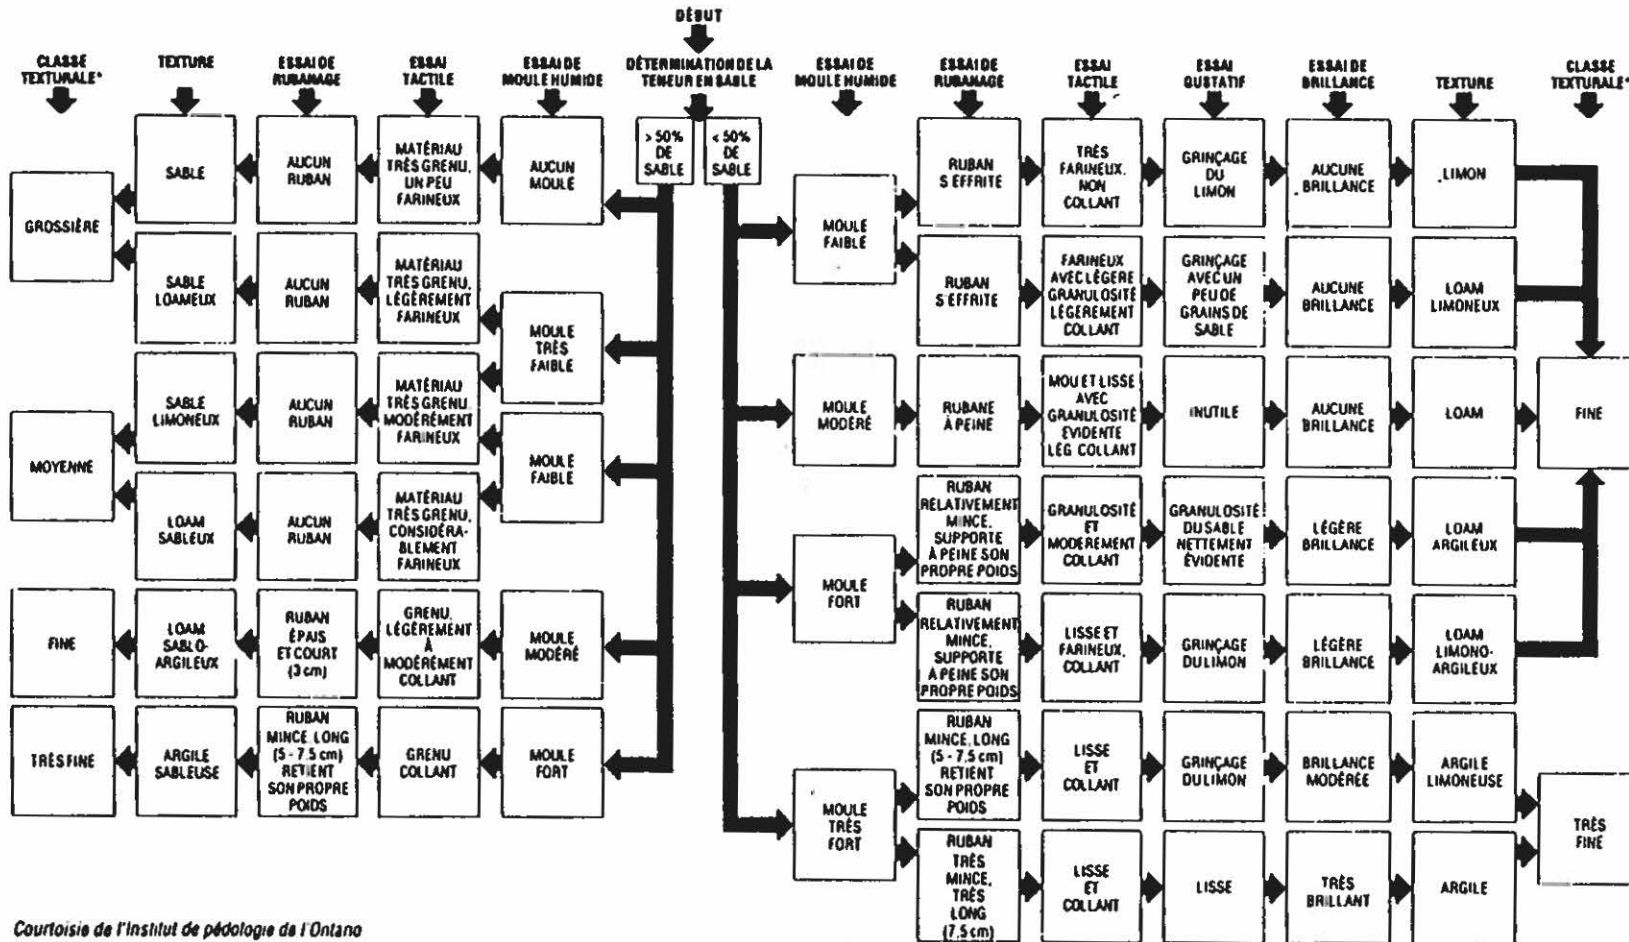 DÉBUT
CLASSE
TEXTURALE*
TEXTURE
ESSAI DE
RUBANAGE
ESSAI
TACTILE
ESSAI DE
MOULE HUMIDE
DÉTERMINATION DE LA
TENEUR EN SABLE
ESSAI DE
MOULE HUMIDE
ESSAI DE
RUBANAGE
ESSAI
TACTILE
ESSAI
GUSTATIF
ESSAI DE
BRILLANCE
TEXTURE
CLASSE
TEXTURALE*
> 50%
DE
SABLE
< 50%
DE
SABLE
GROSSIÈRE
SABLE
AUCUN
RUBAN
MATÉRIAU
TRÈS GRENU,
UN PEU
FARINEUX
AUCUN
MOULE
SABLE
LOAMEUX
AUCUN
RUBAN
MATÉRIAU
TRÈS GRENU,
LÉGÈREMENT
FARINEUX
MOULE
TRÈS
FAIBLE
MOYENNE
SABLE
LIMONEUX
AUCUN
RUBAN
MATÉRIAU
TRÈS GRENU,
MODÉRÉMENT
FARINEUX
MOULE
FAIBLE
LOAM
SABLEUX
AUCUN
RUBAN
MATÉRIAU
TRÈS GRENU,
CONSIDÉRA-
BLEMENT
FARINEUX
FINE
LOAM
SABLO-
ARGILEUX
RUBAN
ÉPAIS
ET COURT
(3 cm)
GRENU,
LÉGÈREMENT
À
MODÉRÉMENT
COLLANT
MOULE
MODÉRÉ
TRÈS FINE
ARGILE
SABLEUSE
RUBAN
MINCE, LONG
(5 - 7,5 cm)
RETIENT
SON PROPRE
POIDS
GRENU
COLLANT
MOULE
FORT
MOULE
FAIBLE
RUBAN
S'EFFRITE
TRÈS
FARINEUX,
NON
COLLANT
GRINÇAGE
DU
LIMON
AUCUNE
BRILLANCE
LIMON
RUBAN
S'EFFRITE
FARINEUX
AVEC LÉGÈRE
GRANULOSITÉ
LÉGÈREMENT
COLLANT
GRINÇAGE
AVEC UN
PEU DE
GRAINS DE
SABLE
AUCUNE
BRILLANCE
LOAM
LIMONEUX
MOULE
MODÉRÉ
RUBANE
À PEINE
MOU ET LISSE
AVEC
GRANULOSITÉ
ÉVIDENTE
LÉG COLLANT
INUTILE
AUCUNE
BRILLANCE
LOAM
FINE
MOULE
FORT
RUBAN
RELATIVEMENT
MINCE,
SUPPORTE
À PEINE SON
PROPRE POIDS
GRANULOSITÉ
ET
MODÉREMENT
COLLANT
GRANULOSITÉ
DU SABLE
NETTEMENT
ÉVIDENTE
LÉGÈRE
BRILLANCE
LOAM
ARGILEUX
RUBAN
RELATIVEMENT
MINCE,
SUPPORTE
À PEINE SON
PROPRE POIDS
LISSE ET
FARINEUX,
COLLANT
GRINÇAGE
DU LIMON
LÉGÈRE
BRILLANCE
LOAM
LIMONO-
ARGILEUX
MOULE
TRÈS
FORT
RUBAN
MINCE, LONG
(5 - 7,5 cm)
RETIENT
SON PROPRE
POIDS
LISSE
ET
COLLANT
GRINÇAGE
DU LIMON
BRILLANCE
MODÉRÉE
ARGILE
LIMONEUSE
TRÈS
FINE
RUBAN
TRÈS
MINCE,
TRÈS
LONG
(7,5 cm)
LISSE
ET
COLLANT
LISSE
TRÈS
BRILLANT
ARGILE
Courtoisie de l'Institut de pédologie de l'Ontario